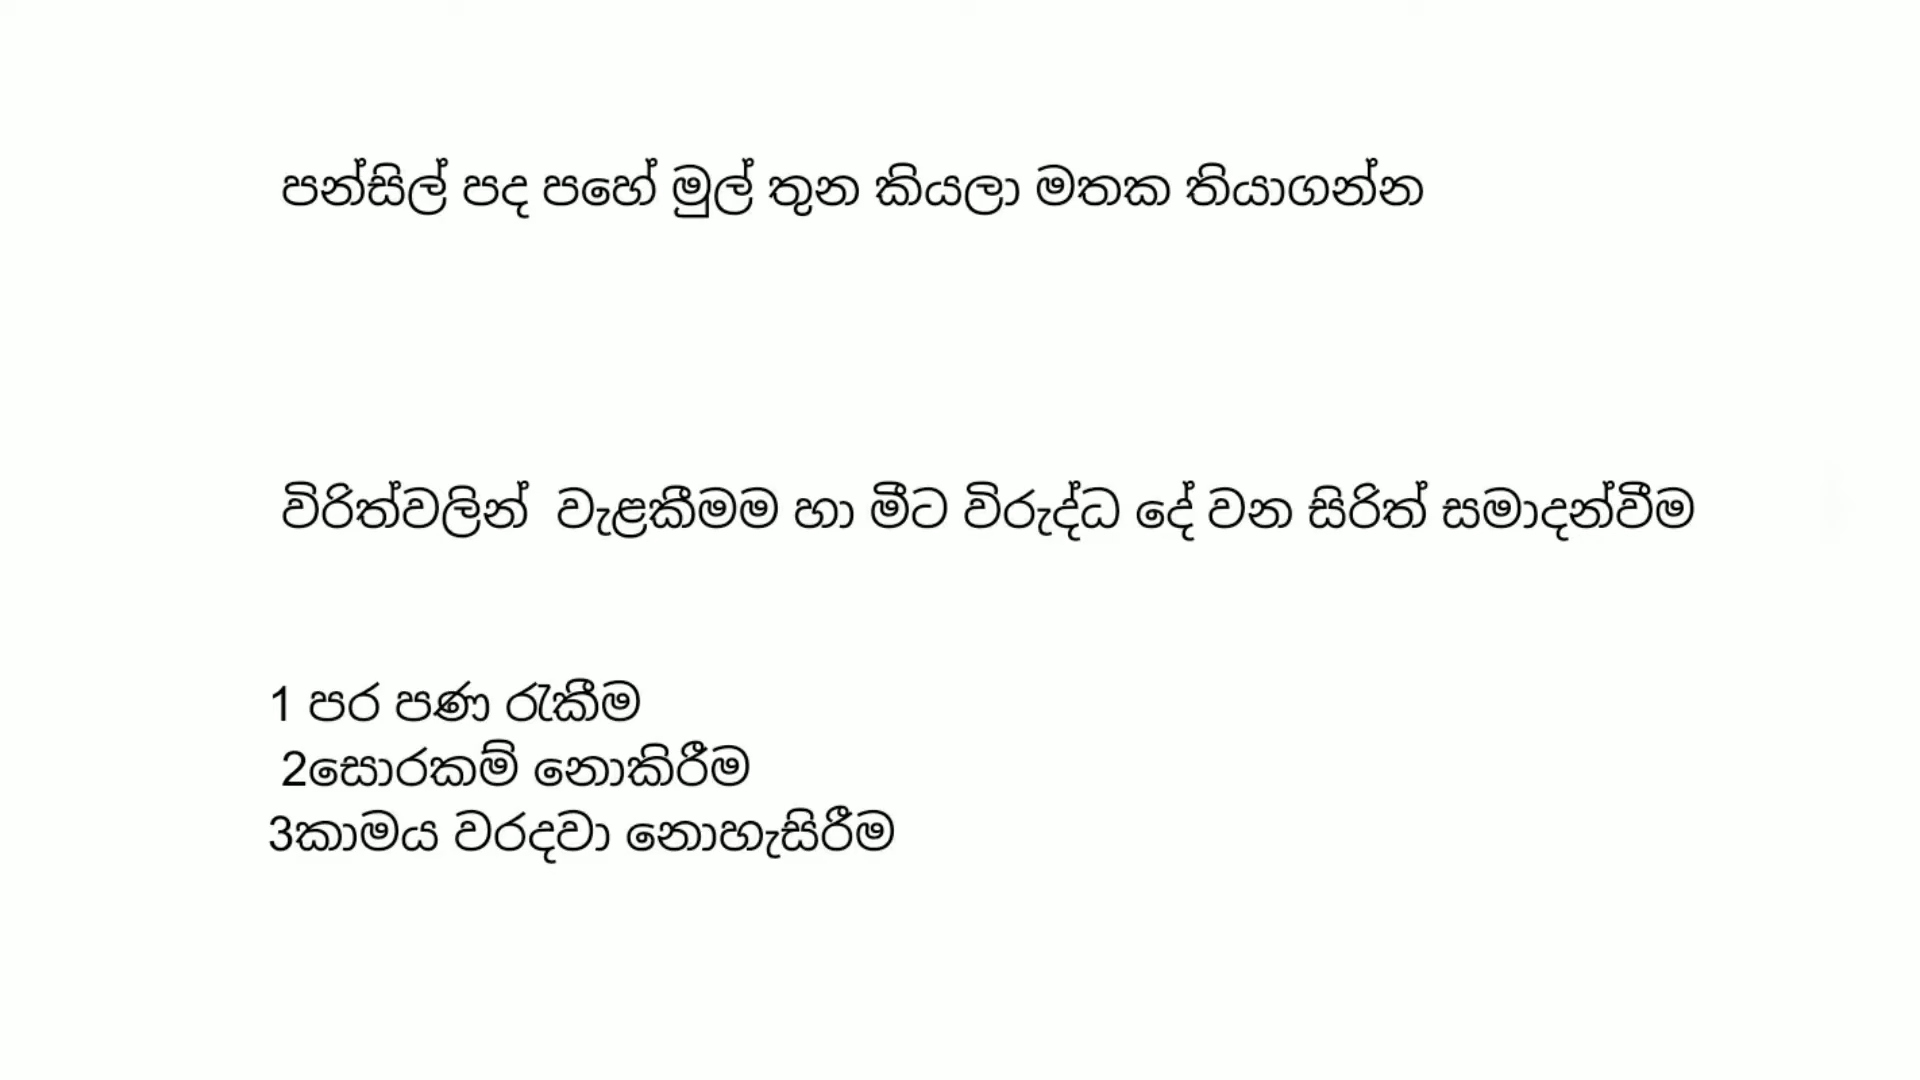 පන්සිල් පද පහේ මුල් තුන කියලා මතක තියාගන්න
විරිත්වලින් වැළකීමම හා මීට විරුද්ධ දේ වන සිරිත් සමාදන්වීම
1 පර පණ රැකීම
2සොරකම් නොකිරීම
3කාමය වරදවා නොහැසිරීම